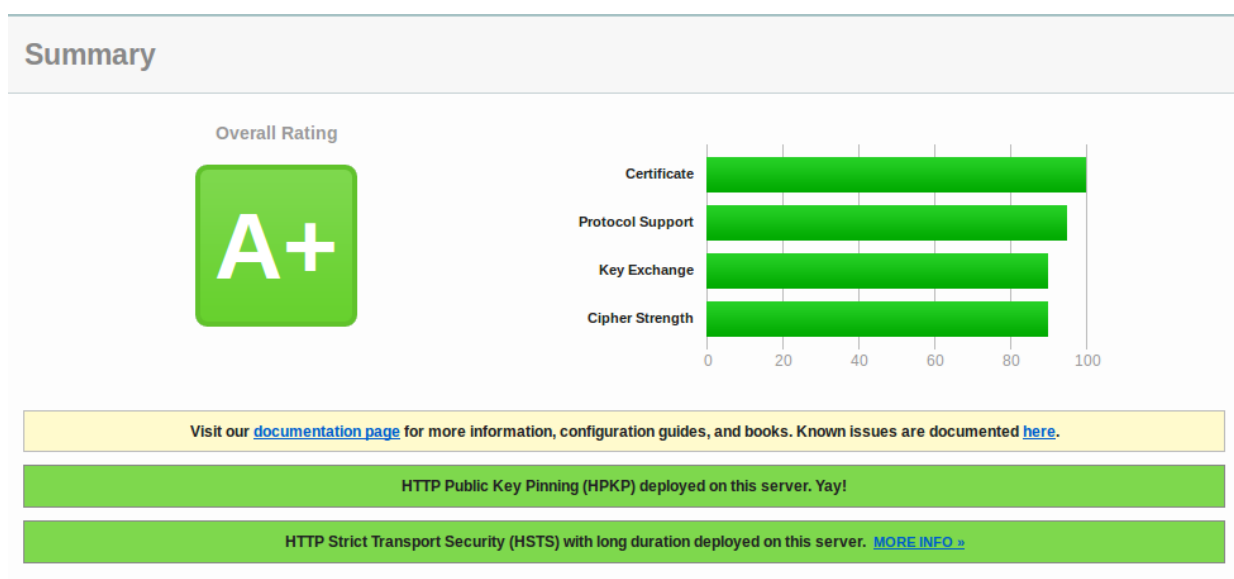 Summary
Overall Rating
A+
Certificate
Protocol Support
Key Exchange
Cipher Strength
0 20 40 60 80 100
Visit our documentation page for more information, configuration guides, and books. Known issues are documented here.
HTTP Public Key Pinning (HPKP) deployed on this server. Yay!
HTTP Strict Transport Security (HSTS) with long duration deployed on this server. MORE INFO »